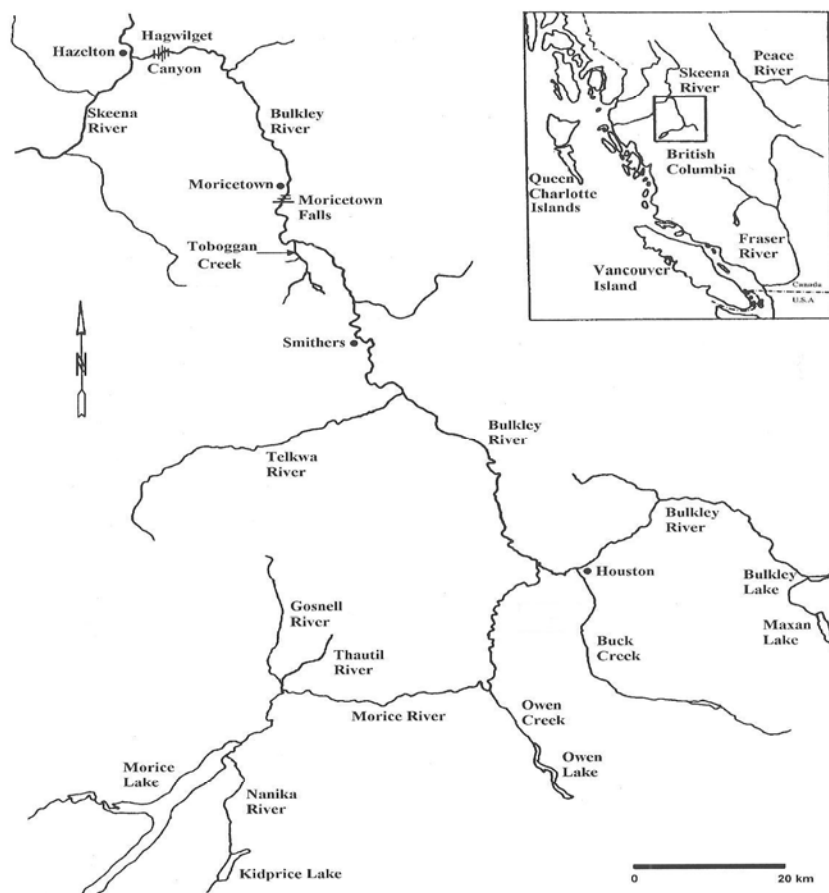 Hagwilget
Canyon
Hazelton
Skeena
River
Bulkley
River
Moricetown
Moricetown
Falls
Toboggan
Creek
Smithers
N
Telkwa
River
Bulkley
River
Bulkley
River
Houston
Bulkley
Lake
Maxan
Lake
Buck
Creek
Gosnell
River
Thautil
River
Morice River
Owen
Creek
Owen
Lake
Morice
Lake
Nanika
River
Kidprice Lake
0 20 km
Peace
River
Skeena
River
British
Columbia
Queen
Charlotte
Islands
Fraser
River
Vancouver
Island
Canada
U.S.A